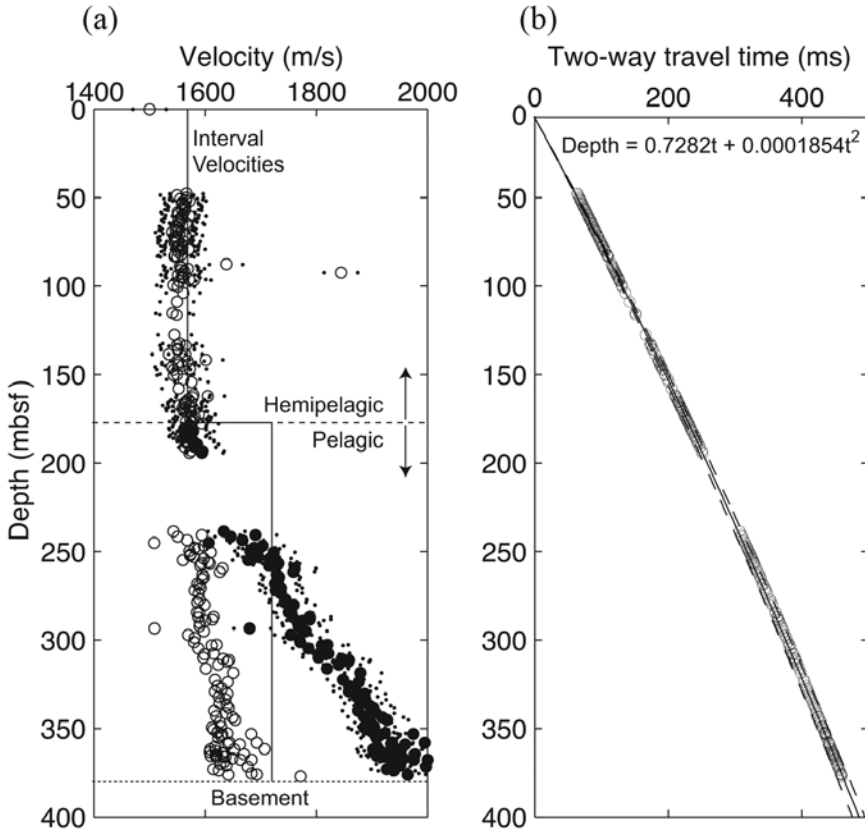 (a)
Velocity (m/s)
1400 1600 1800 2000
0
50
100
150
200
250
300
350
400
Depth (mbsf)
Interval
Velocities
Hemipelagic
Pelagic
Basement
(b)
Two-way travel time (ms)
0 200 400
0
50
100
150
200
250
300
350
400
Depth = 0.7282t + 0.0001854t²